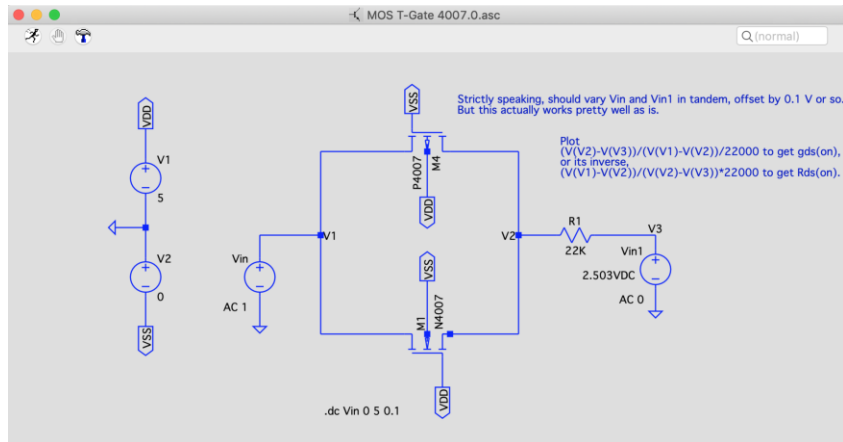 MOS T-Gate 4007.0.asc
(normal)
Strictly speaking, should vary Vin and Vin1 in tandem, offset by 0.1 V or so.
But this actually works pretty well as is.
Plot
(V(V2)-V(V3))/(V(V1)-V(V2))/22000 to get gds(on),
or its inverse,
(V(V1)-V(V2))/(V(V2)-V(V3))*22000 to get Rds(on).
VDD
V1
5
V2
0
VSS
Vin
AC 1
V1
VSS
P4007
M4
VDD
VSS
M1
N4007
VDD
V2
R1
22K
V3
Vin1
2.503VDC
AC 0
.dc Vin 0 5 0.1